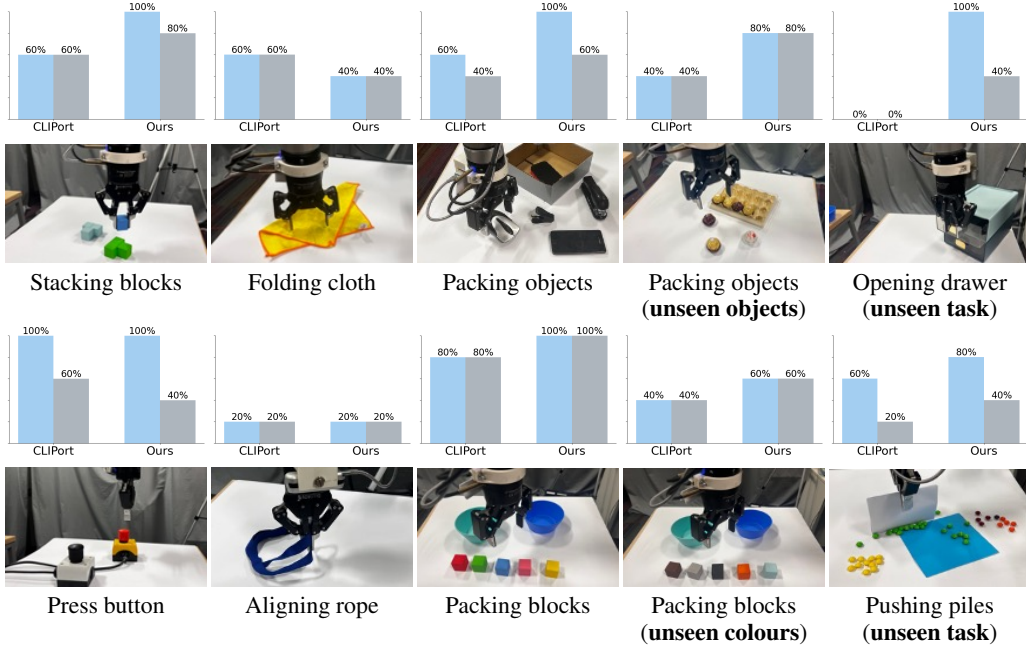 100%
80%
60% 60%
CLIPort Ours
60% 60%
40% 40%
CLIPort Ours
100%
60% 60%
40%
CLIPort Ours
80% 80%
40% 40%
CLIPort Ours
100%
40%
0% 0%
CLIPort Ours
Stacking blocks
Folding cloth
Packing objects
Packing objects
(unseen objects)
Opening drawer
(unseen task)
100% 100%
60%
40%
CLIPort Ours
20% 20% 20% 20%
CLIPort Ours
100% 100%
80% 80%
CLIPort Ours
60% 60%
40% 40%
CLIPort Ours
80%
60%
40%
20%
CLIPort Ours
Press button
Aligning rope
Packing blocks
Packing blocks
(unseen colours)
Pushing piles
(unseen task)